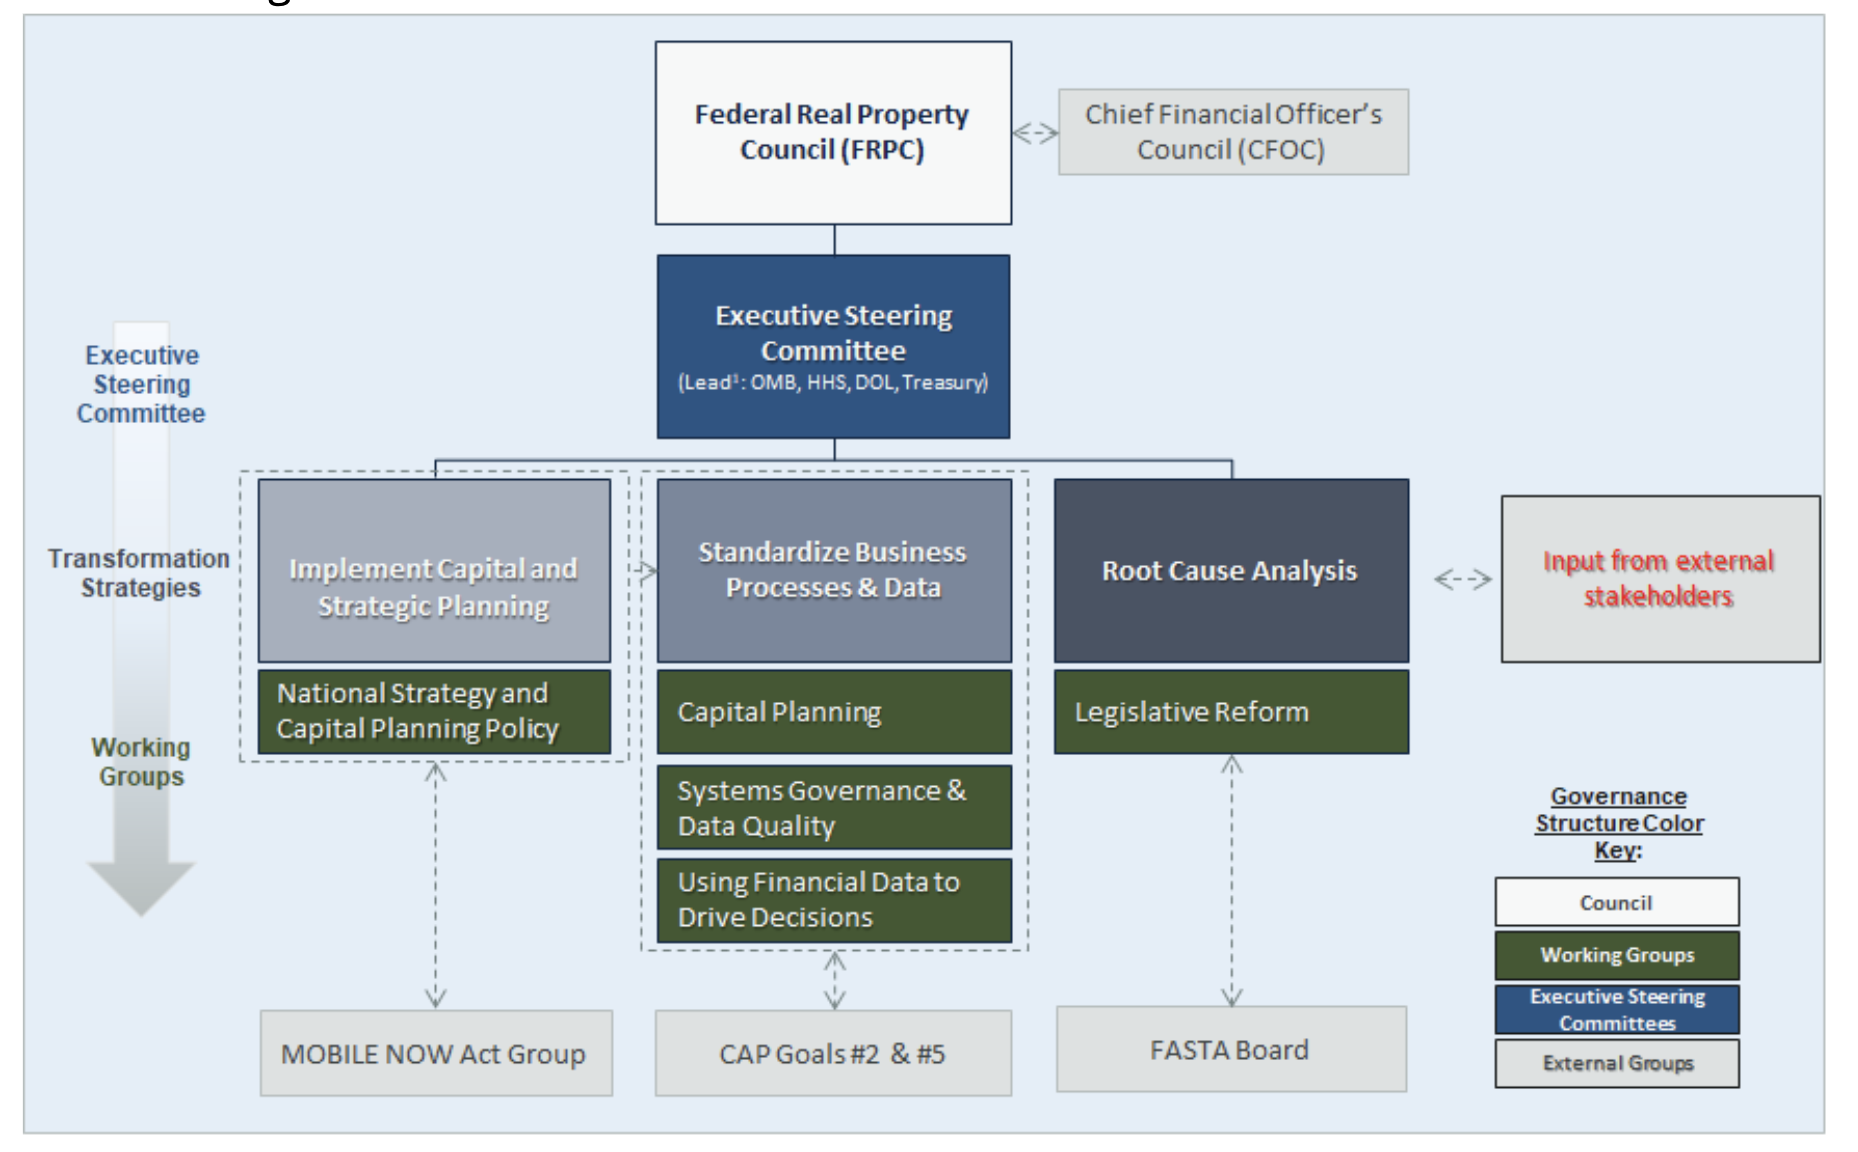 Federal Real Property
Council (FRPC)
Chief Financial Officer’s
Council (CFOC)
Executive Steering
Committee
(Lead¹: OMB, HHS, DOL, Treasury)
Executive
Steering
Committee
Transformation
Strategies
Implement Capital and
Strategic Planning
Standardize Business
Processes & Data
Root Cause Analysis
Input from external
stakeholders
Working
Groups
National Strategy and
Capital Planning Policy
Capital Planning
Legislative Reform
Systems Governance &
Data Quality
Using Financial Data to
Drive Decisions
MOBILE NOW Act Group
CAP Goals #2 & #5
FASTA Board
Governance
Structure Color
Key:
Council
Working Groups
Executive Steering
Committees
External Groups